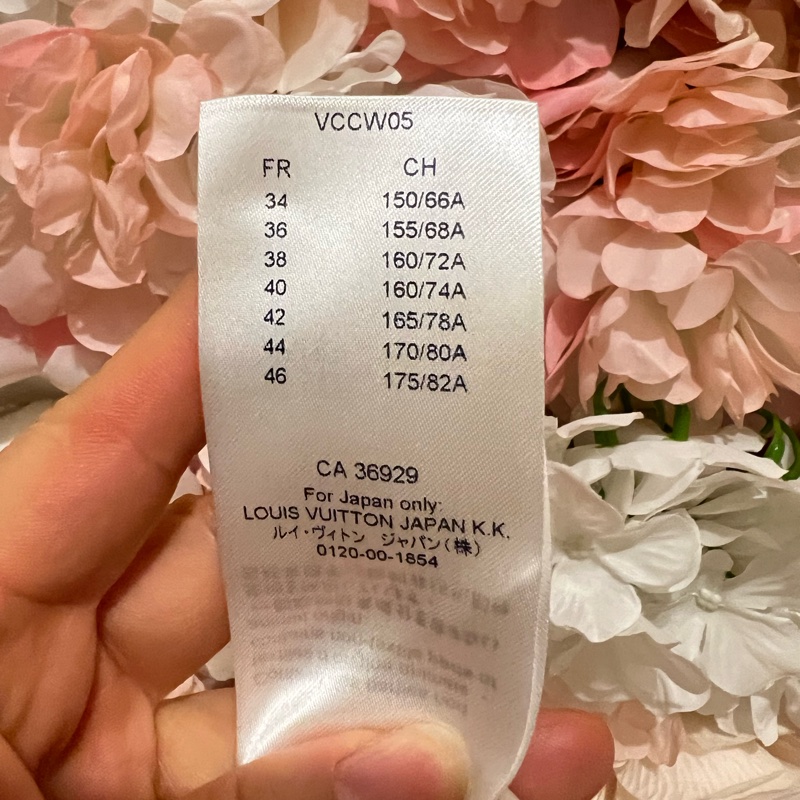 VCCW05
FR CH
34 150/66A
36 155/68A
38 160/72A
40 160/74A
42 165/78A
44 170/80A
46 175/82A
CA 36929
For Japan only:
LOUIS VUITTON JAPAN K.K.
ルイ・ヴィトン ジャパン(株)
0120-00-1854